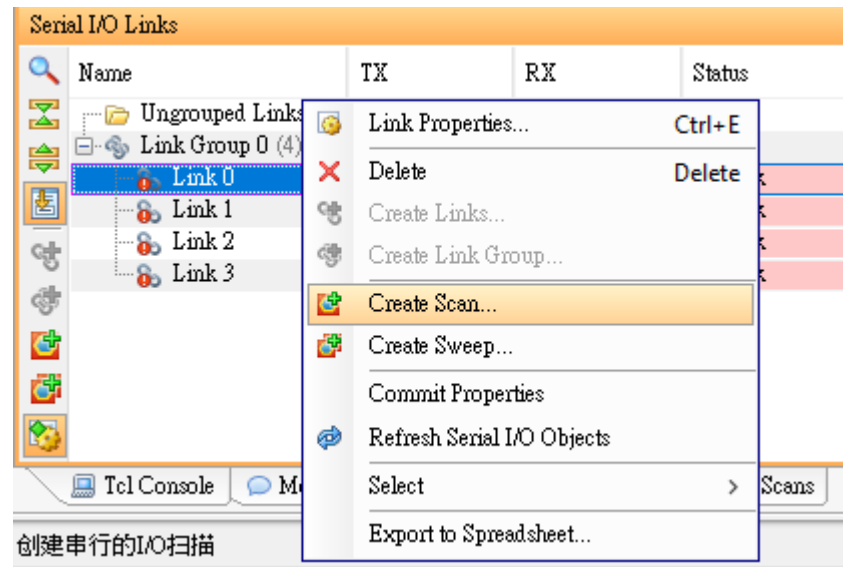 Serial I/O Links
Name TX RX Status
Ungrouped Links
Link Group 0 (4)
Link 0
Link 1
Link 2
Link 3
Link Properties... Ctrl+E
Delete Delete
Create Links...
Create Link Group...
Create Scan...
Create Sweep...
Commit Properties
Refresh Serial I/O Objects
Select
Export to Spreadsheet...
Tcl Console
Scans
创建串行的I/O扫描